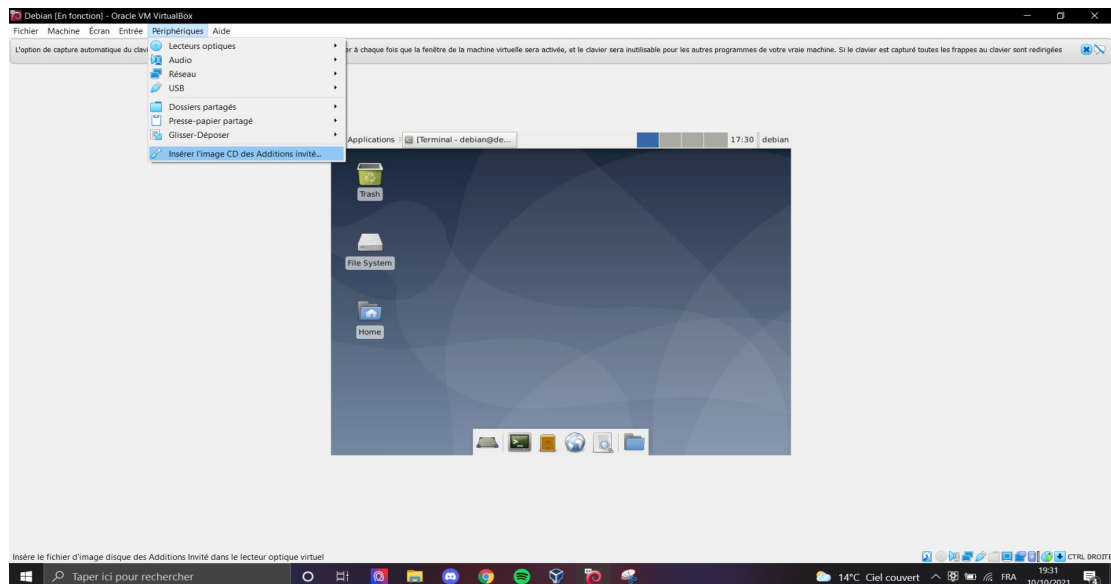 Debian [En fonction] - Oracle VM VirtualBox
Fichier Machine Écran Entrée Périphériques Aide
L'option de capture automatique du clav
r à chaque fois que la fenêtre de la machine virtuelle sera activée, et le clavier sera inutilisable pour les autres programmes de votre vraie machine. Si le clavier est capturé toutes les frappes au clavier sont redirigées
Lecteurs optiques
Audio
Réseau
USB
Dossiers partagés
Presse-papier partagé
Glisser-Déposer
Insérer l'image CD des Additions invité...
Applications [Terminal - debian@de... 17:30 debian
Trash
File System
Home
Insère le fichier d'image disque des Additions Invité dans le lecteur optique virtuel
CTRL DROITE
Taper ici pour rechercher
14°C Ciel couvert FRA 19:31
10/10/2021
4